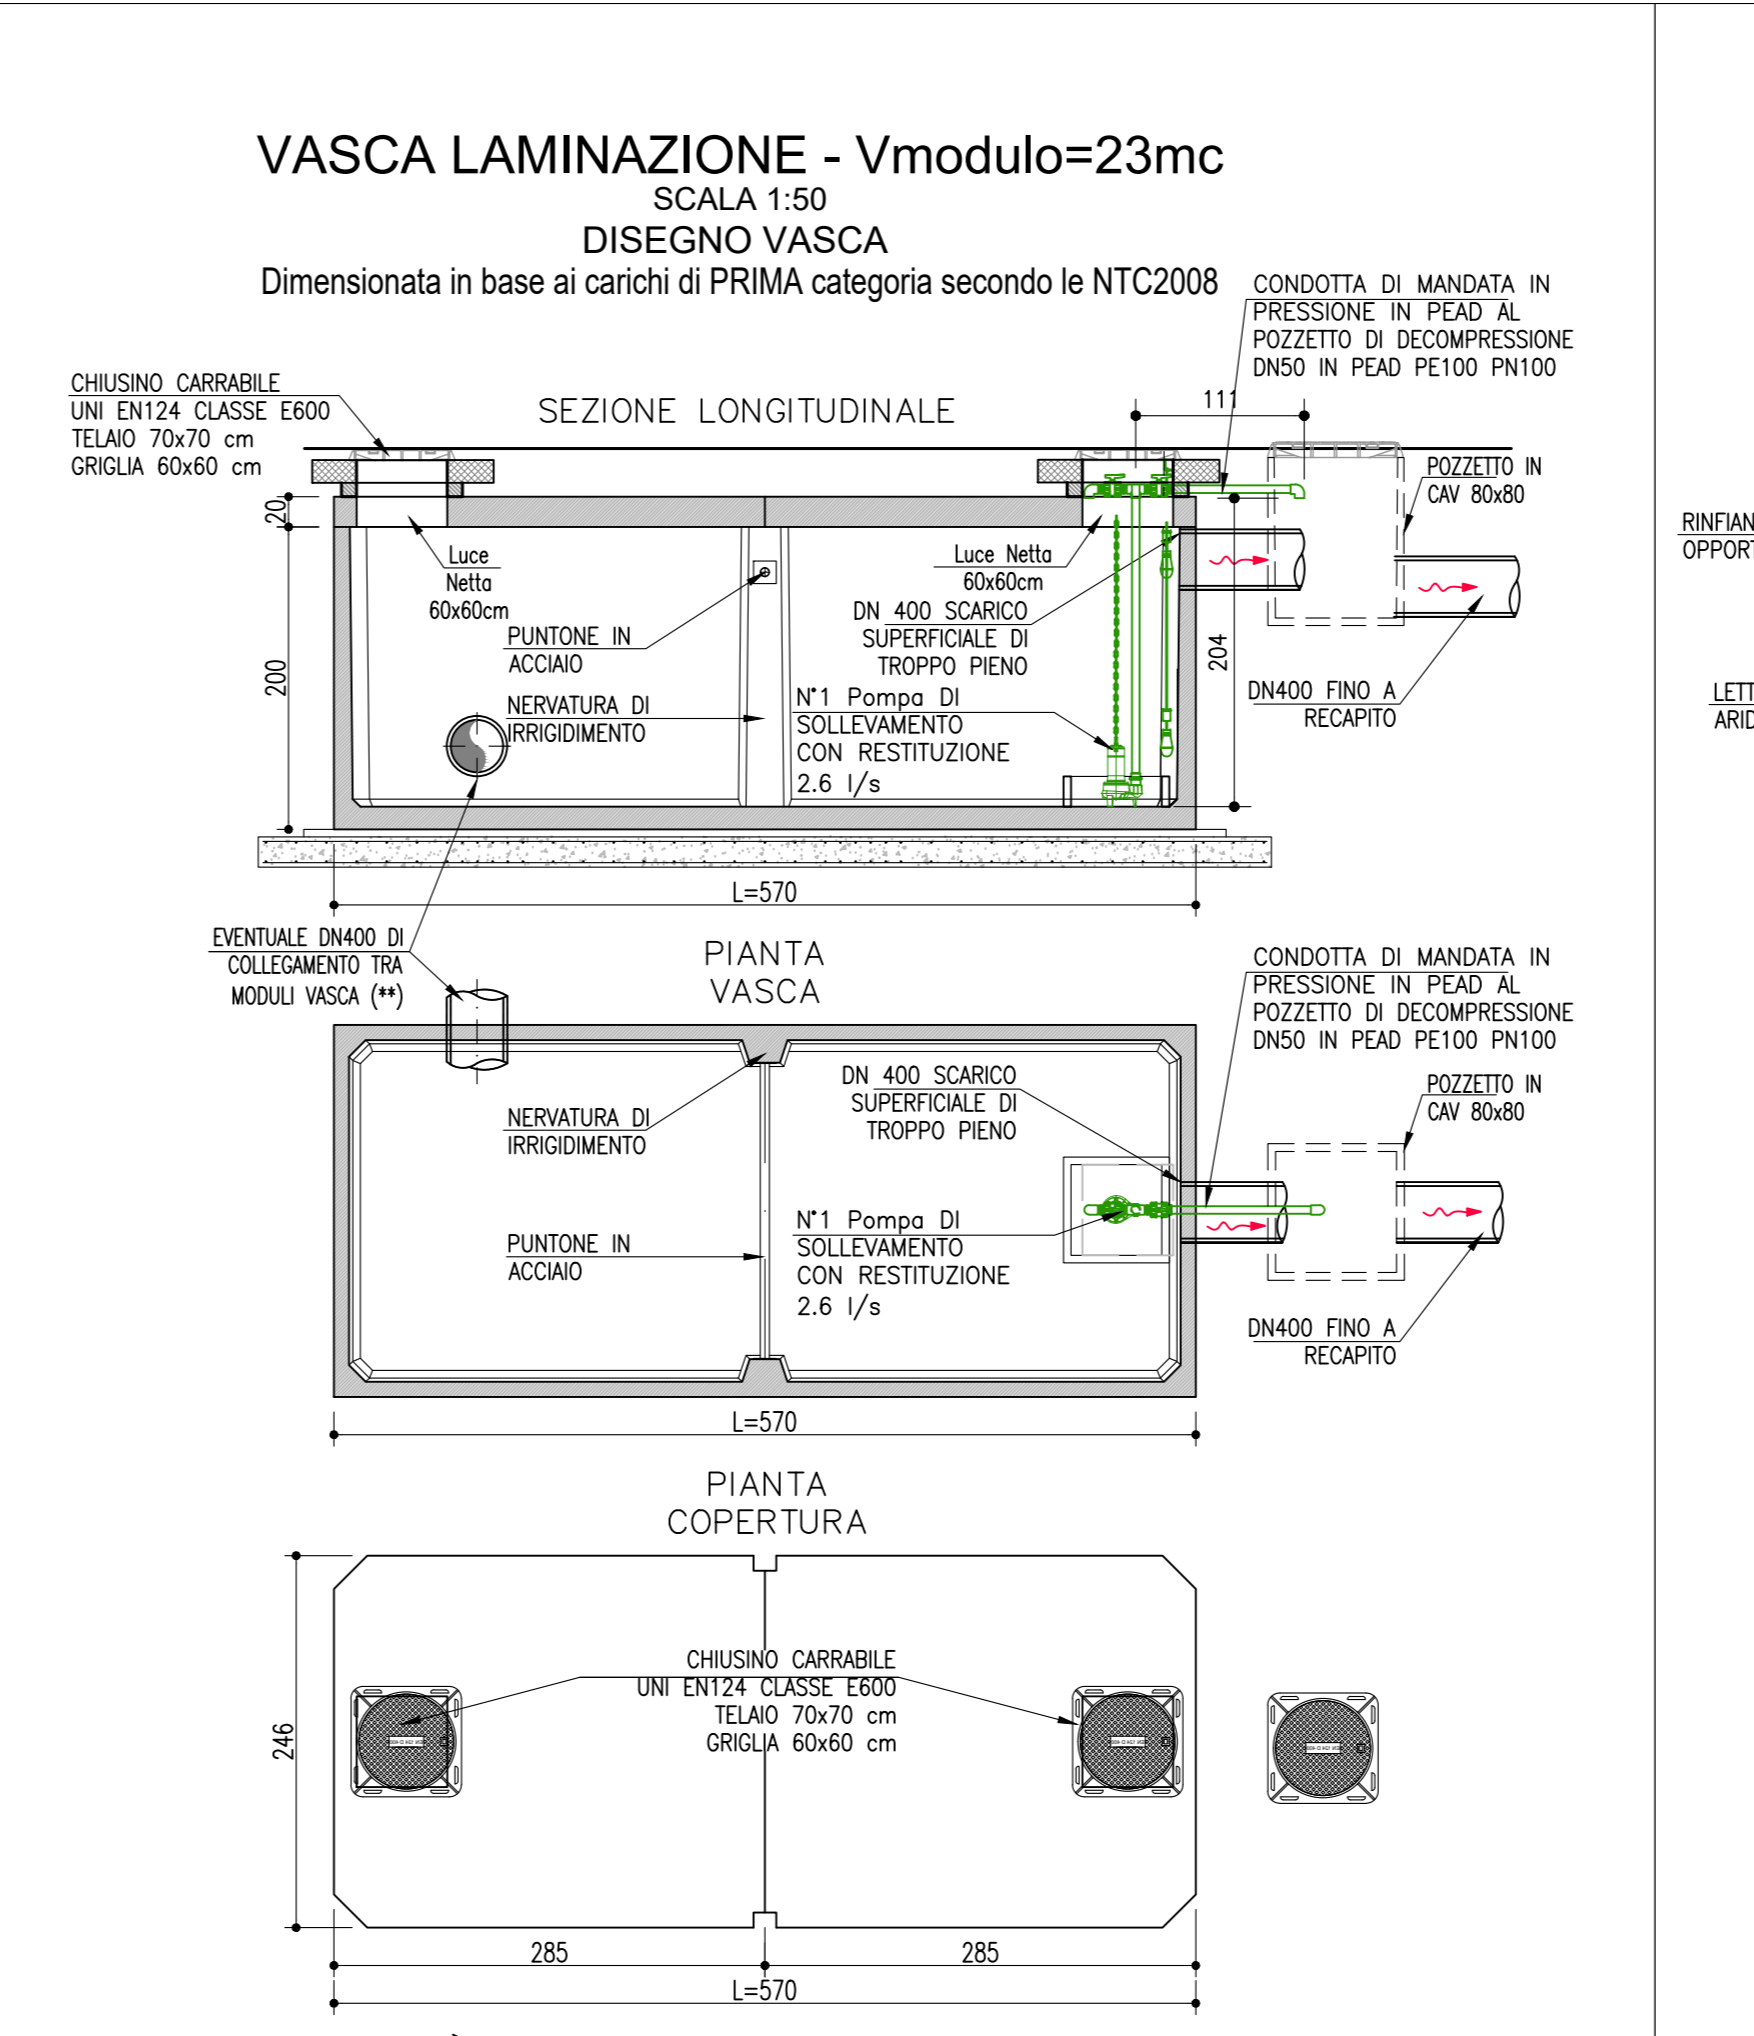 VASCA LAMINAZIONE - Vmodulo=23mc
SCALA 1:50
DISEGNO VASCA
Dimensionata in base ai carichi di PRIMA categoria secondo le NTC2008
CONDOTTA DI MANDATA IN
PRESSIONE IN PEAD AL
POZZETTO DI DECOMPRESSIONE
DN50 IN PEAD PE100 PN100
CHIUSINO CARRABILE
UNI EN124 CLASSE E600
TELAIO 70x70 cm
GRIGLIA 60x60 cm
SEZIONE LONGITUDINALE
111
POZZETTO IN
CAV 80x80
20
RINFIAN
OPPORT
Luce
Netta
60x60cm
Luce Netta
60x60cm
PUNTONE IN
ACCIAIO
DN 400 SCARICO
SUPERFICIALE DI
TROPPO PIENO
200
204
NERVATURA DI
IRRIGIDIMENTO
N°1 Pompa DI
SOLLEVAMENTO
CON RESTITUZIONE
2.6 l/s
DN400 FINO A
RECAPITO
LETT
ARID
L=570
EVENTUALE DN400 DI
COLLEGAMENTO TRA
MODULI VASCA (**)
PIANTA
VASCA
CONDOTTA DI MANDATA IN
PRESSIONE IN PEAD AL
POZZETTO DI DECOMPRESSIONE
DN50 IN PEAD PE100 PN100
DN 400 SCARICO
SUPERFICIALE DI
TROPPO PIENO
POZZETTO IN
CAV 80x80
NERVATURA DI
IRRIGIDIMENTO
N°1 Pompa DI
SOLLEVAMENTO
CON RESTITUZIONE
2.6 l/s
PUNTONE IN
ACCIAIO
DN400 FINO A
RECAPITO
L=570
PIANTA
COPERTURA
CHIUSINO CARRABILE
UNI EN124 CLASSE E600
TELAIO 70x70 cm
GRIGLIA 60x60 cm
246
285
285
L=570